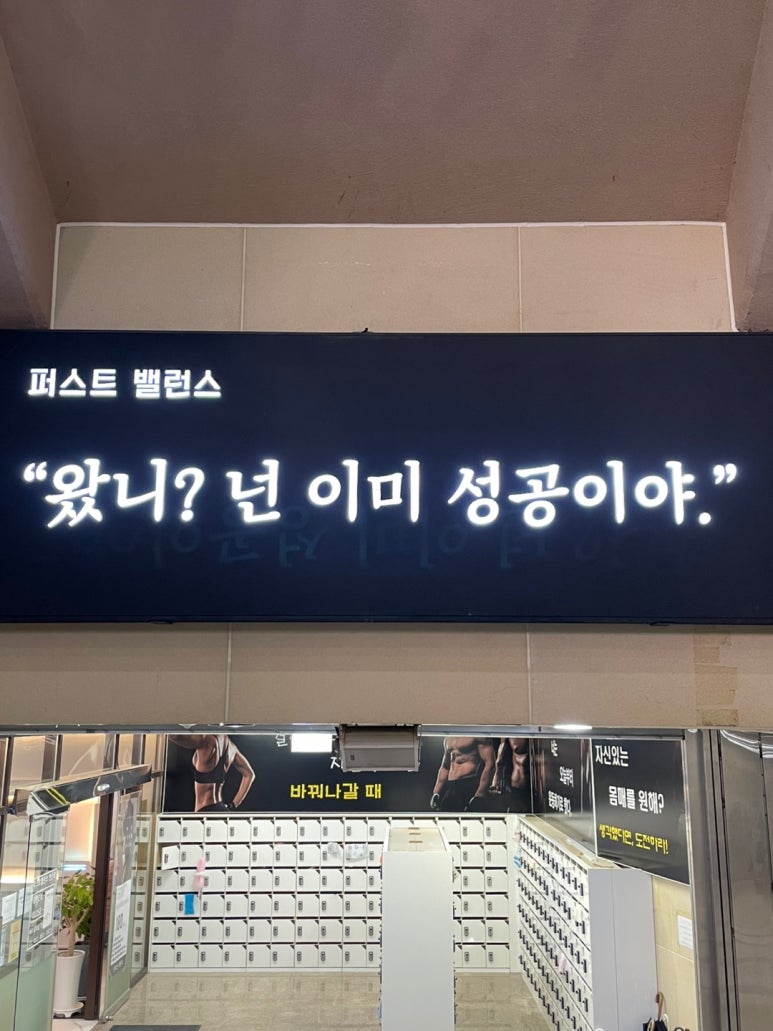 퍼스트 밸런스
“왔니? 넌 이미 성공이야.”
바꿔나갈 때
자신있는
몸매를 원해?
생각했다면, 도전하라!